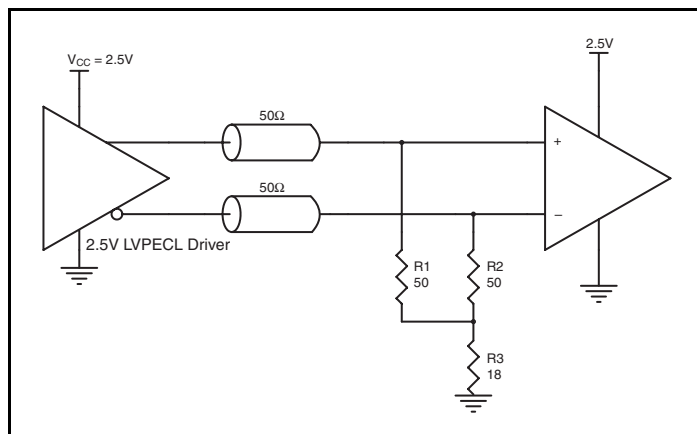 V_CC = 2.5V
2.5V
50Ω
+
50Ω
–
2.5V LVPECL Driver
R1
50
R2
50
R3
18